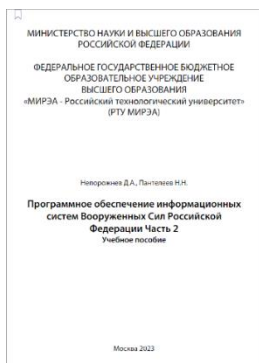 МИНИСТЕРСТВО НАУКИ И ВЫСШЕГО ОБРАЗОВАНИЯ
РОССИЙСКОЙ ФЕДЕРАЦИИ
ФЕДЕРАЛЬНОЕ ГОСУДАРСТВЕННОЕ БЮДЖЕТНОЕ
ОБРАЗОВАТЕЛЬНОЕ УЧРЕЖДЕНИЕ
ВЫСШЕГО ОБРАЗОВАНИЯ
«МИРЭА - Российский технологический университет»
(РТУ МИРЭА)
Непорожнев Д.А., Пантелеев Н.Н.
Программное обеспечение информационных
систем Вооруженных Сил Российской
Федерации Часть 2
Учебное пособие
Москва 2023